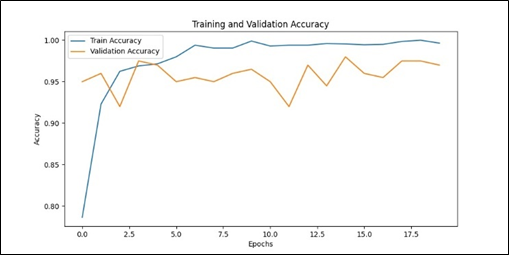 Training and Validation Accuracy
Train Accuracy
Validation Accuracy
1.00
0.95
0.90
0.85
0.80
Accuracy
0.0 2.5 5.0 7.5 10.0 12.5 15.0 17.5
Epochs